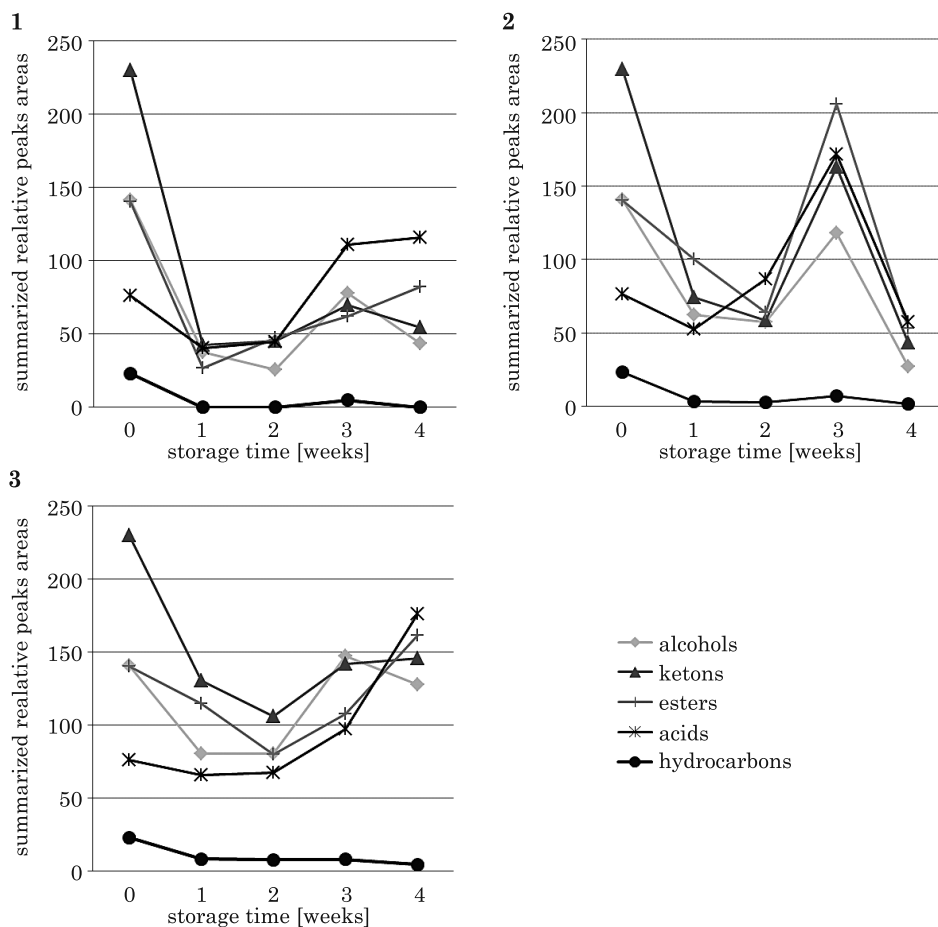 1
summarized realative peaks areas
250
200
150
100
50
0
0 1 2 3 4
storage time [weeks]
2
summarized realative peaks areas
250
200
150
100
50
0
0 1 2 3 4
storage time [weeks]
3
summarized realative peaks areas
250
200
150
100
50
0
0 1 2 3 4
storage time [weeks]
alcohols
ketons
esters
acids
hydrocarbons